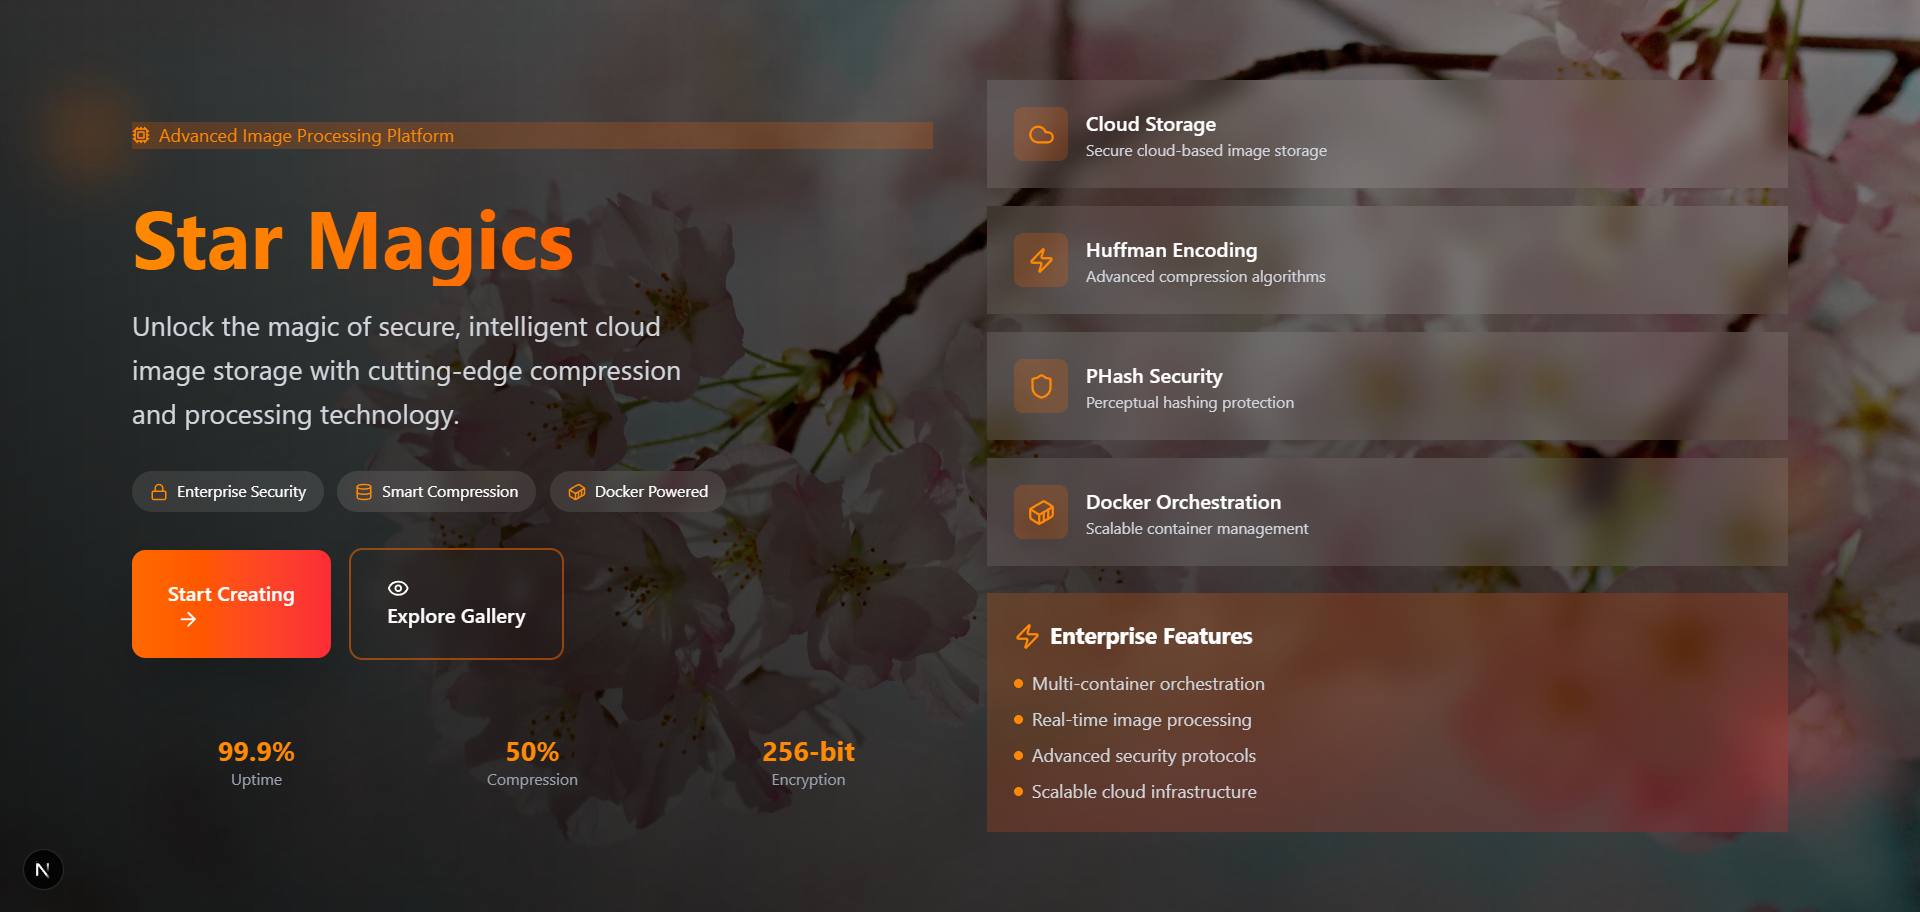 Advanced Image Processing Platform
Star Magics
Unlock the magic of secure, intelligent cloud
image storage with cutting-edge compression
and processing technology.
Enterprise Security
Smart Compression
Docker Powered
Start Creating
Explore Gallery
99.9%
Uptime
50%
Compression
256-bit
Encryption
Cloud Storage
Secure cloud-based image storage
Huffman Encoding
Advanced compression algorithms
PHash Security
Perceptual hashing protection
Docker Orchestration
Scalable container management
Enterprise Features
Multi-container orchestration
Real-time image processing
Advanced security protocols
Scalable cloud infrastructure
N